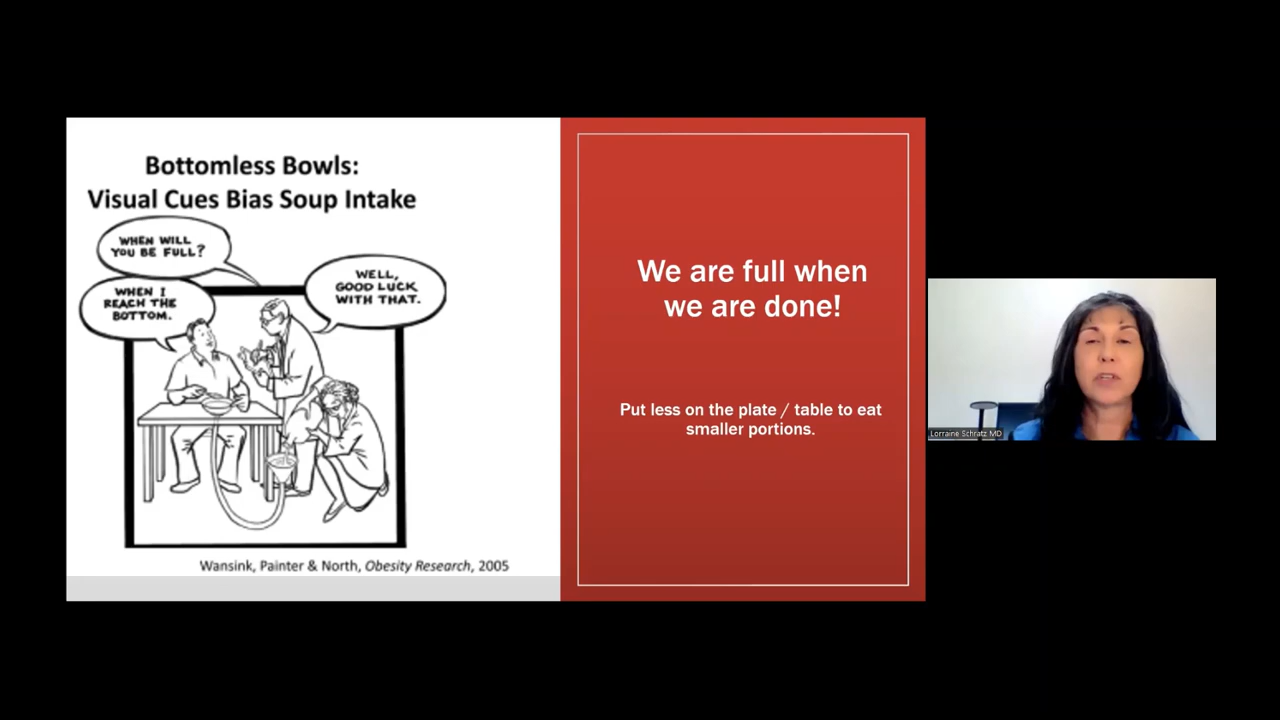 Bottomless Bowls:
Visual Cues Bias Soup Intake
WHEN WILL
YOU BE FULL?
WHEN I
REACH THE
BOTTOM.
WELL,
GOOD LUCK
WITH THAT.
Wansink, Painter & North, Obesity Research, 2005
We are full when
we are done!
Put less on the plate / table to eat
smaller portions.
Lorraine Schratz MD